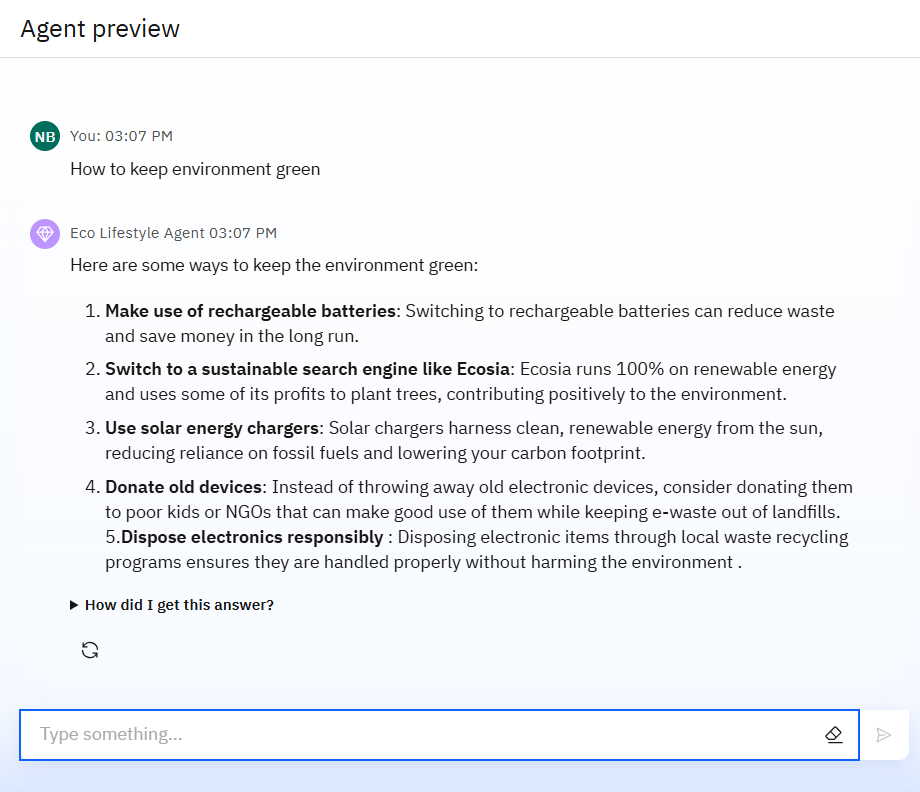 Agent preview
NB You: 03:07 PM
How to keep environment green
Eco Lifestyle Agent 03:07 PM
Here are some ways to keep the environment green:
1. Make use of rechargeable batteries: Switching to rechargeable batteries can reduce waste
and save money in the long run.
2. Switch to a sustainable search engine like Ecosia: Ecosia runs 100% on renewable energy
and uses some of its profits to plant trees, contributing positively to the environment.
3. Use solar energy chargers: Solar chargers harness clean, renewable energy from the sun,
reducing reliance on fossil fuels and lowering your carbon footprint.
4. Donate old devices: Instead of throwing away old electronic devices, consider donating them
to poor kids or NGOs that can make good use of them while keeping e-waste out of landfills.
5.Dispose electronics responsibly : Disposing electronic items through local waste recycling
programs ensures they are handled properly without harming the environment .
How did I get this answer?
Type something...